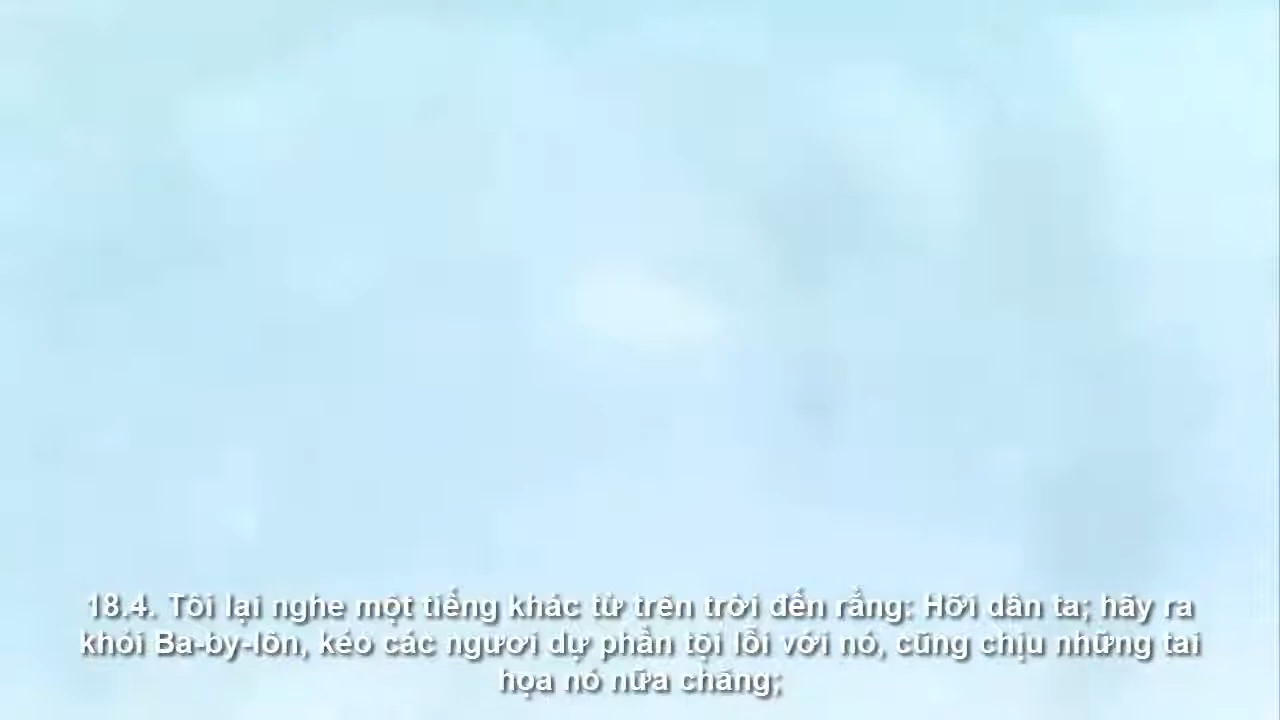 18.4. Tôi lại nghe một tiếng khác từ trên trời đến rằng: Hỡi dân ta; hãy ra
khỏi Ba-by-lôn, kẻo các ngươi dự phần tội lỗi với nó, cũng chịu những tai
họa nó nữa chăng;